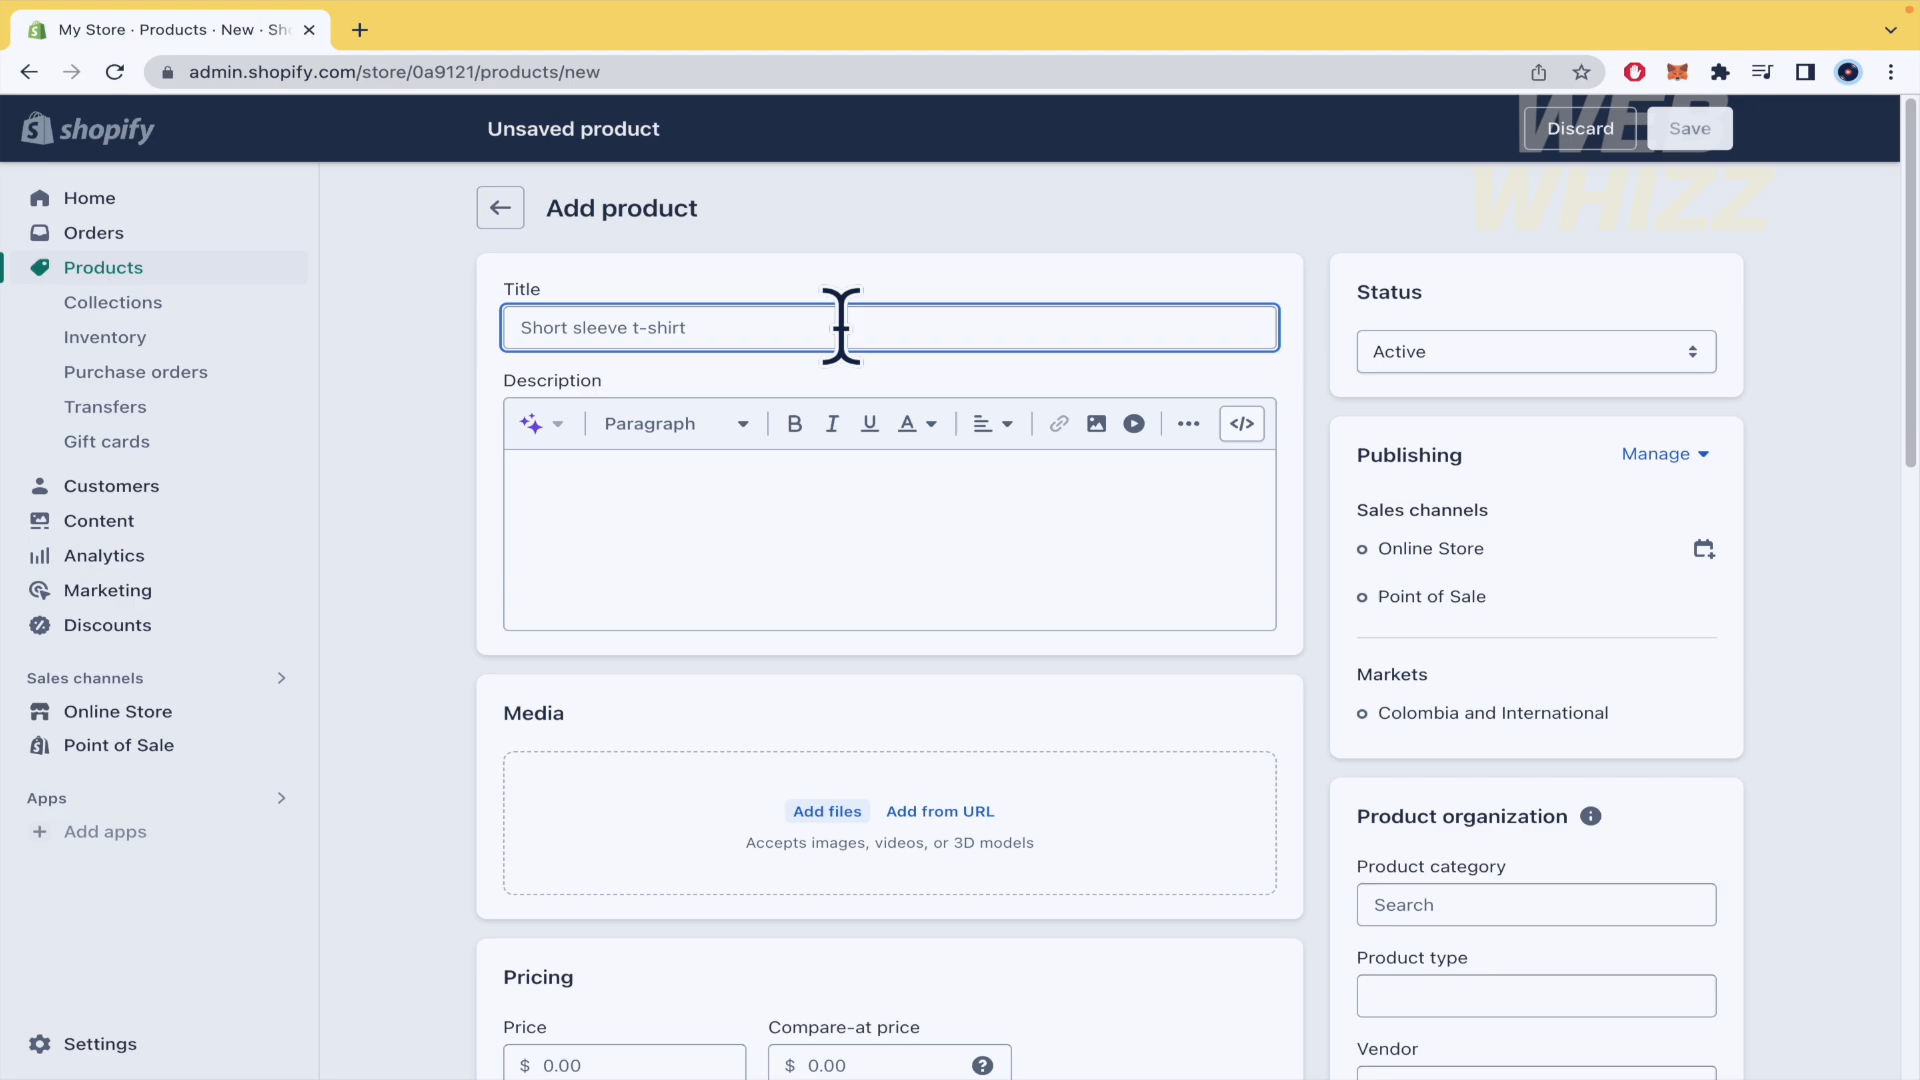 My Store · Products · New · Sh
admin.shopify.com/store/0a9121/products/new
shopify
Unsaved product
Discard
Save
WEB
WHIZZ
Home
Orders
Products
Collections
Inventory
Purchase orders
Transfers
Gift cards
Customers
Content
Analytics
Marketing
Discounts
Sales channels
Online Store
Point of Sale
Apps
Add apps
Settings
Add product
Title
Short sleeve t-shirt
Description
Paragraph
B I U A
</>
Media
Add files Add from URL
Accepts images, videos, or 3D models
Pricing
Price
$ 0.00
Compare-at price
$ 0.00
Status
Active
Publishing
Manage
Sales channels
Online Store
Point of Sale
Markets
Colombia and International
Product organization
Product category
Search
Product type
Vendor